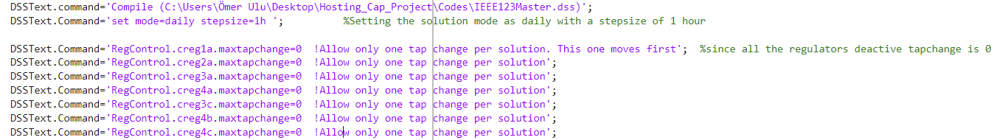 DSSText.command='Compile (C:\Users\Ömer Ulu\Desktop\Hosting_Cap_Project\Codes\IEEE123Master.dss)';
DSSText.Command='set mode=daily stepsize=1h ';          %Setting the solution mode as daily with a stepsize of 1 hour
DSSText.Command='RegControl.creg1a.maxtapchange=0  !Allow only one tap change per solution. This one moves first';  %since all the regulators deactive tapchange is 0
DSSText.Command='RegControl.creg2a.maxtapchange=0  !Allow only one tap change per solution';
DSSText.Command='RegControl.creg3a.maxtapchange=0  !Allow only one tap change per solution';
DSSText.Command='RegControl.creg4a.maxtapchange=0  !Allow only one tap change per solution';
DSSText.Command='RegControl.creg3c.maxtapchange=0  !Allow only one tap change per solution';
DSSText.Command='RegControl.creg4b.maxtapchange=0  !Allow only one tap change per solution';
DSSText.Command='RegControl.creg4c.maxtapchange=0  !Allow only one tap change per solution';